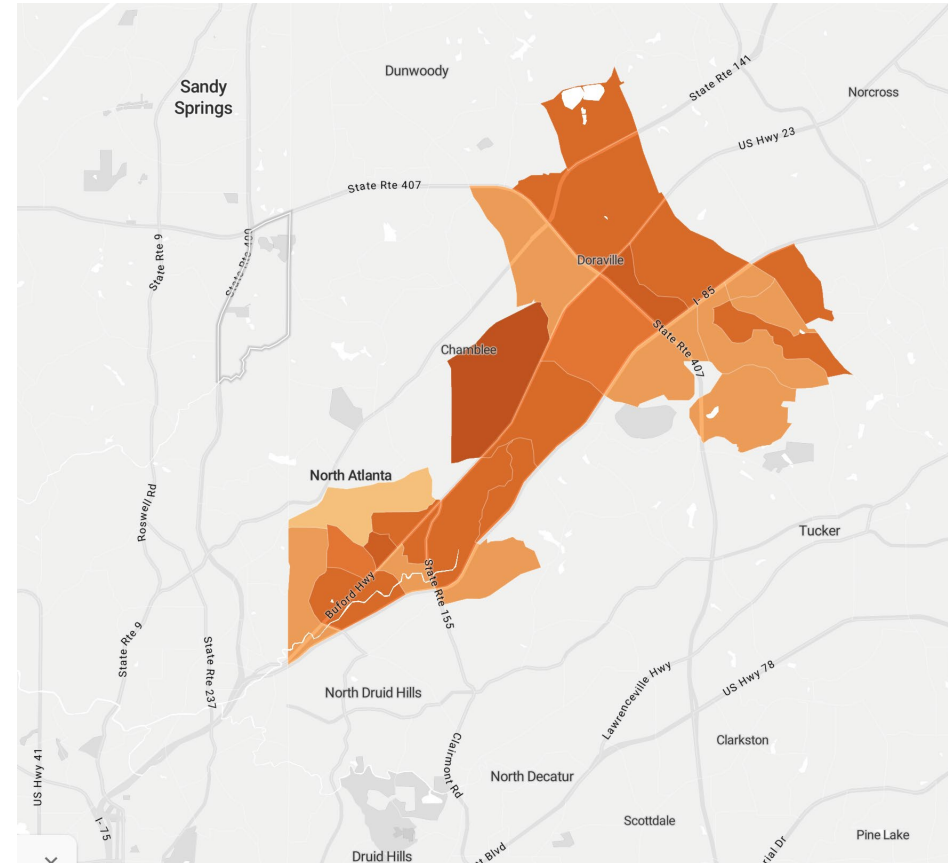 State Rte 141
Dunwoody
Sandy
Springs
Norcross
US Hwy 23
State Rte 407
State Rte 9
State Rte 400
Doraville
I- 85
State Rte 407
Chamblee
North Atlanta
Roswell Rd
Tucker
Buford Hwy
State Rte 155
State Rte 9
State Rte 237
North Druid Hills
Lawrenceville Hwy
US Hwy 78
Clarkston
US Hwy 41
Clairmont Rd
North Decatur
I- 75
Scottdale
Pine Lake
Druid Hills
Blvd
Dr